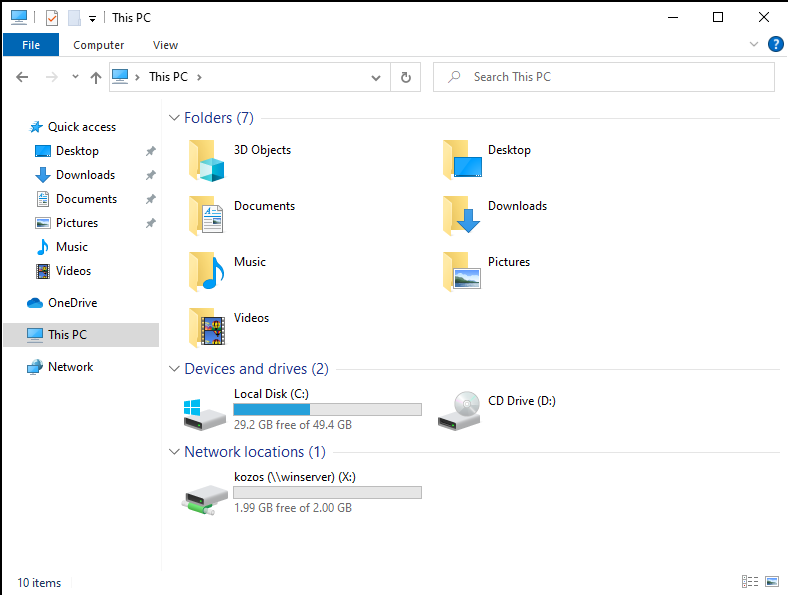 This PC
File Computer View
This PC
Search This PC
Quick access
Desktop
Downloads
Documents
Pictures
Music
Videos
OneDrive
This PC
Network
Folders (7)
3D Objects
Desktop
Documents
Downloads
Music
Pictures
Videos
Devices and drives (2)
Local Disk (C:)
29.2 GB free of 49.4 GB
CD Drive (D:)
Network locations (1)
kozos (\\winserver) (X:)
1.99 GB free of 2.00 GB
10 items